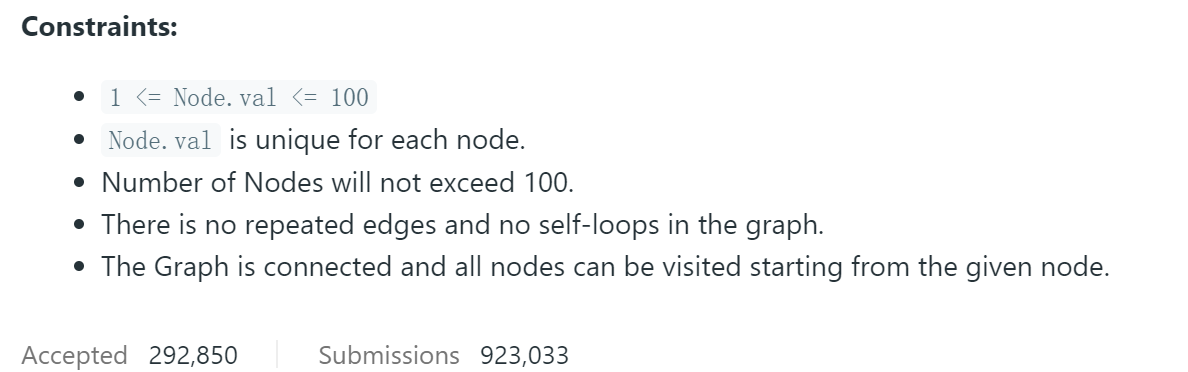 Constraints:
1 <= Node.val <= 100
Node.val is unique for each node.
Number of Nodes will not exceed 100.
There is no repeated edges and no self-loops in the graph.
The Graph is connected and all nodes can be visited starting from the given node.
Accepted 292,850 Submissions 923,033